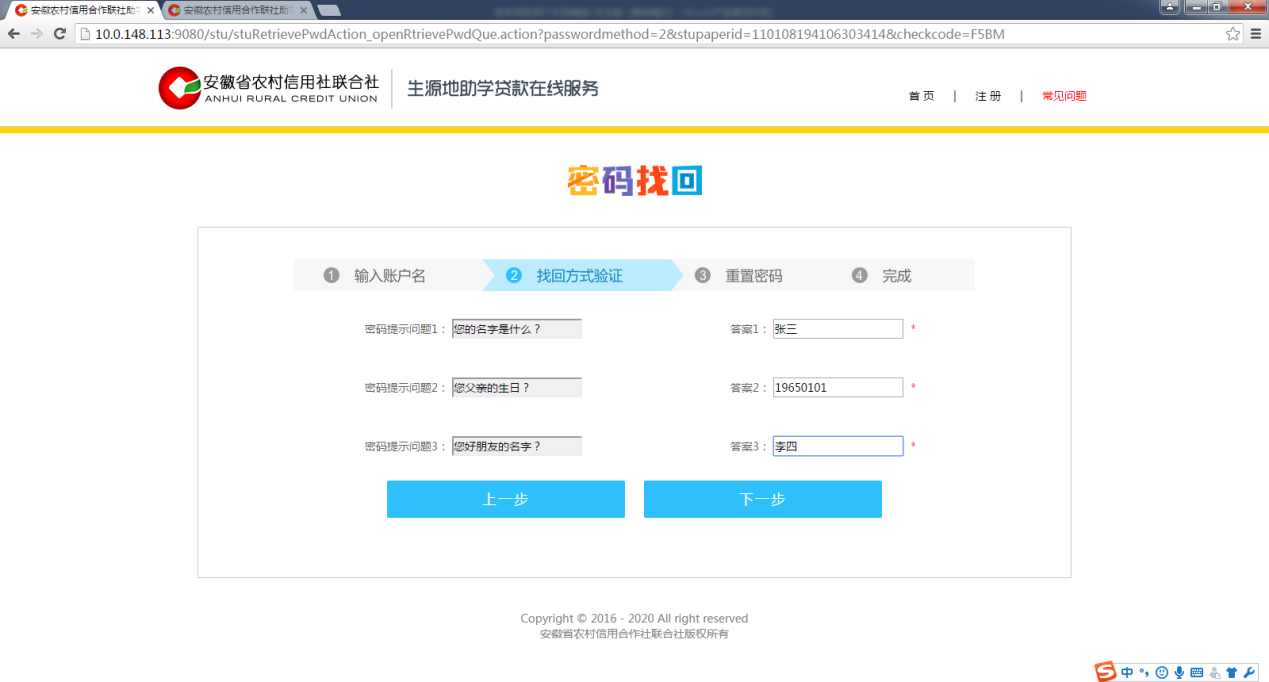 安徽省农村信用合作联社助 安徽省农村信用合作联社助
10.0.148.113:9080/stu/stuRetrievePwdAction_openRtrievePwdQue.action?passwordmethod=2&stupaperid=110108194106303414&checkcode=F5BM
安徽省农村信用社联合社 生源地助学贷款在线服务
ANHUI RURAL CREDIT UNION
首 页 | 注 册 | 常见问题
密码找回
1 输入账户名 2 找回方式验证 3 重置密码 4 完成
密码提示问题1： 您的名字是什么？ 答案1： 张三 *
密码提示问题2： 您父亲的生日？ 答案2： 19650101 *
密码提示问题3： 您好朋友的名字？ 答案3： 李四 *
上一步 下一步
Copyright © 2016 - 2020 All right reserved
安徽省农村信用合作社联合社版权所有
S 中